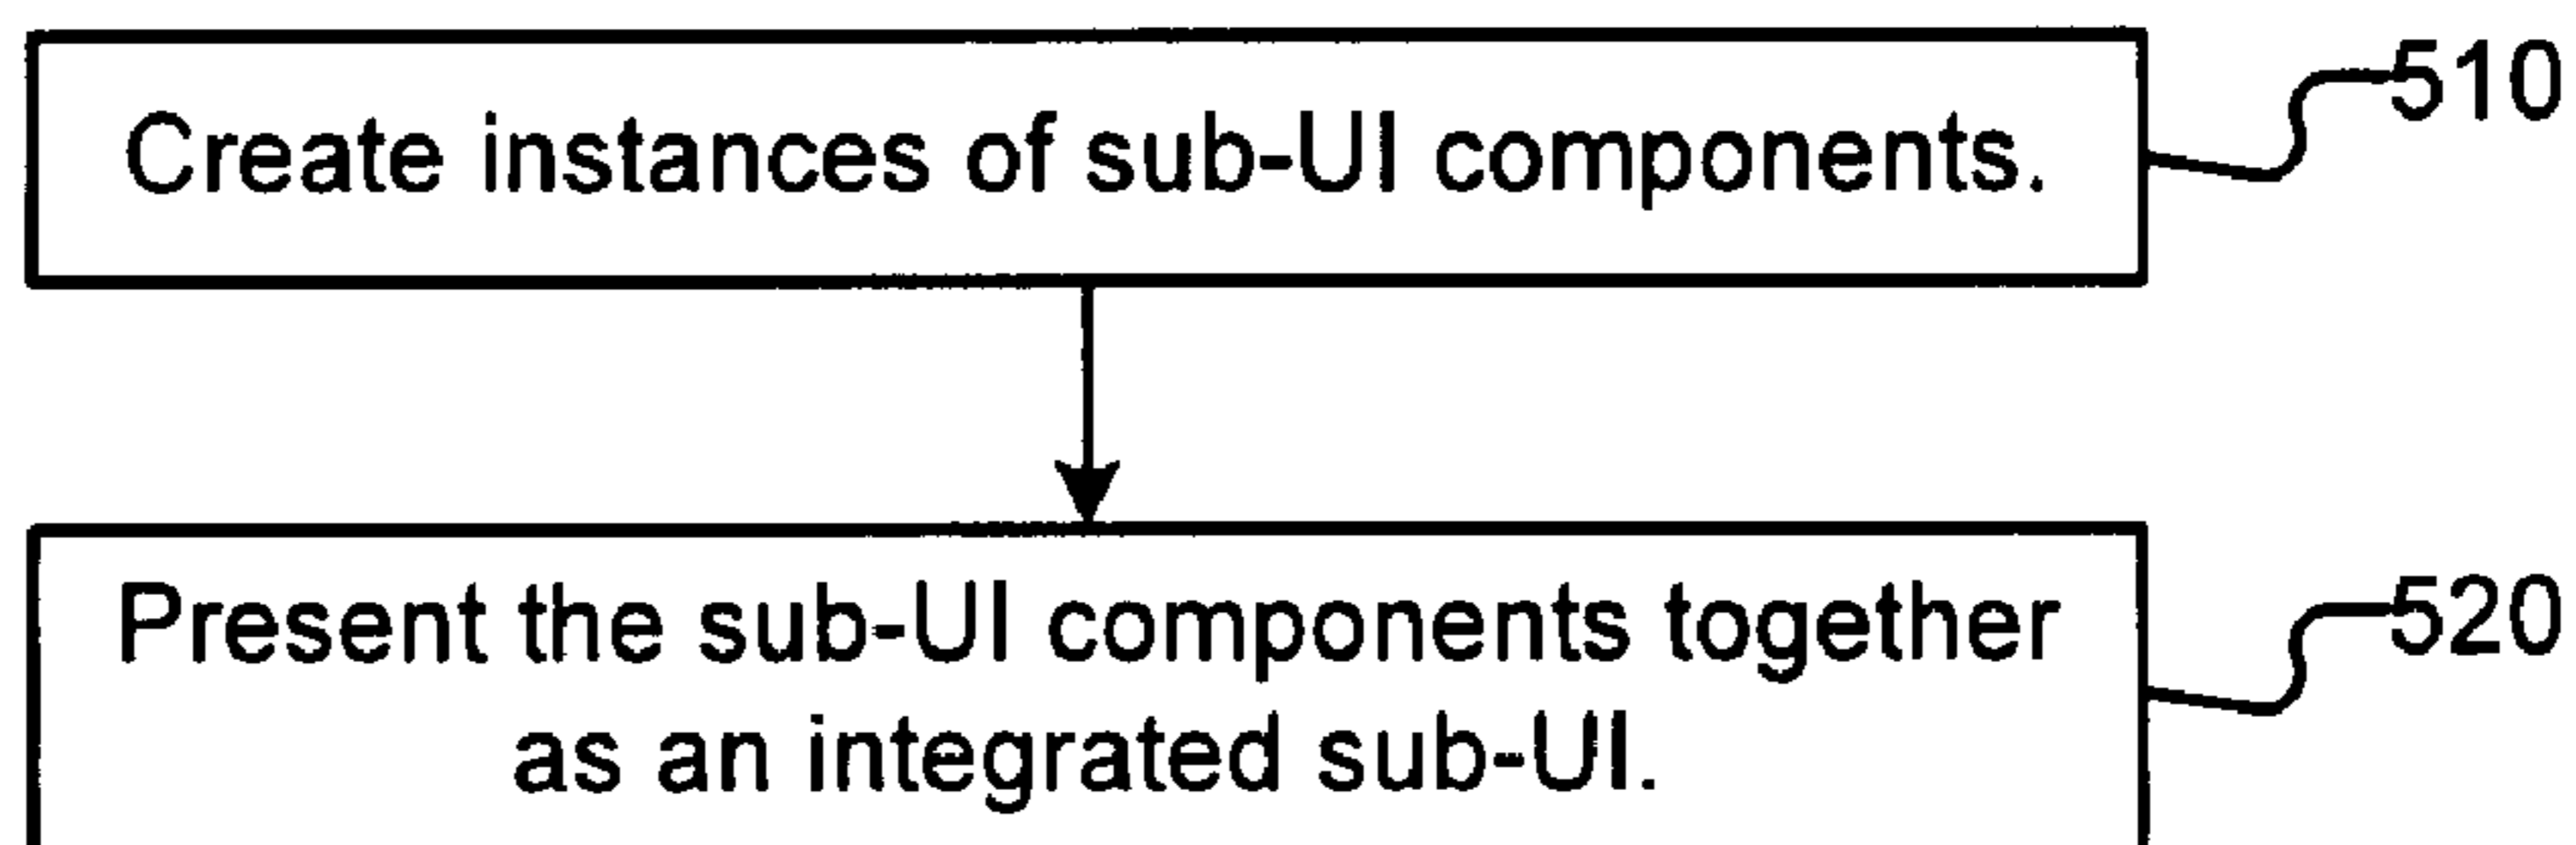 Create instances of sub-UI components.
510
Present the sub-UI components together
as an integrated sub-UI.
520